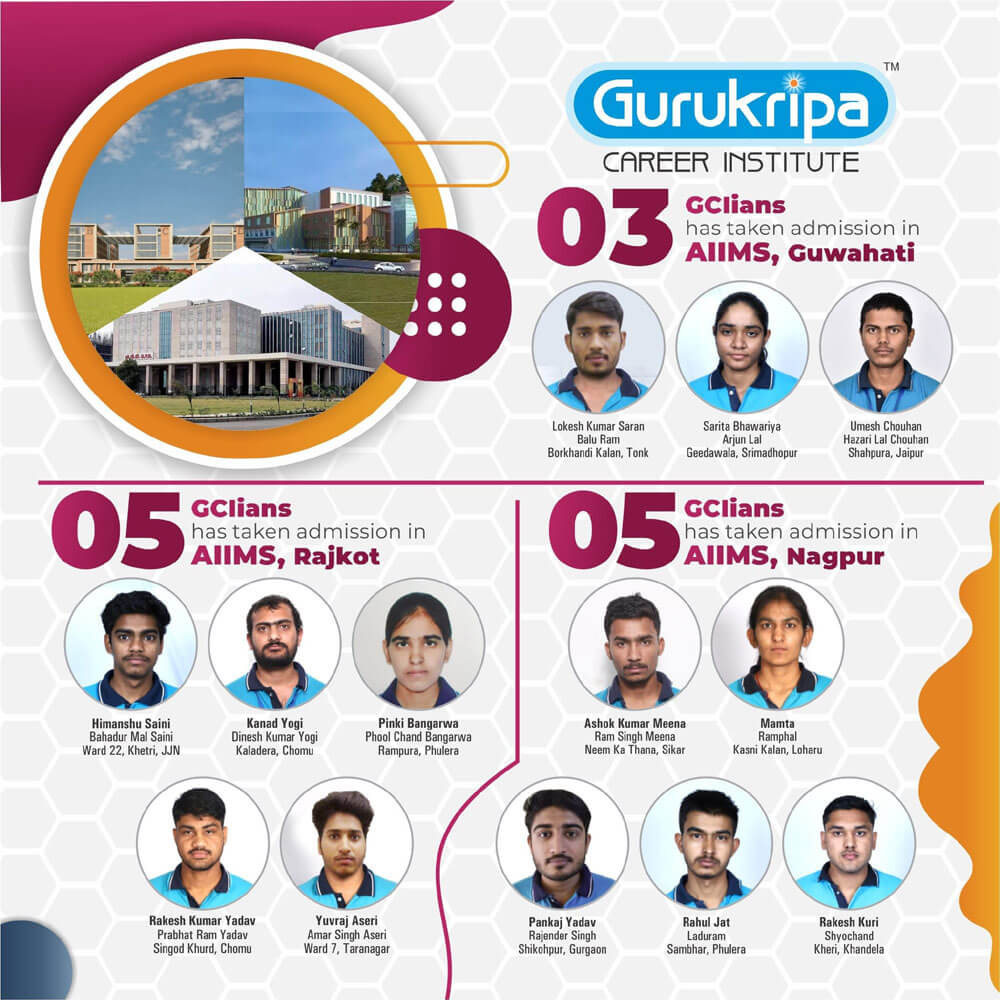 Gurukripa
TM
CAREER INSTITUTE
03
GCIians
has taken admission in
AIIMS, Guwahati
Lokesh Kumar Saran
Balu Ram
Borkhandi Kalan, Tonk
Sarita Bhawariya
Arjun Lal
Geedawala, Srimadhopur
Umesh Chouhan
Hazari Lal Chouhan
Shahpura, Jaipur
05
GCIians
has taken admission in
AIIMS, Rajkot
Himanshu Saini
Bahadur Mal Saini
Ward 22, Khetri, JJN
Kanad Yogi
Dinesh Kumar Yogi
Kaladera, Chomu
Pinki Bangarwa
Phool Chand Bangarwa
Rampura, Phulera
Rakesh Kumar Yadav
Prabhat Ram Yadav
Singod Khurd, Chomu
Yuvraj Aseri
Amar Singh Aseri
Ward 7, Taranagar
05
GCIians
has taken admission in
AIIMS, Nagpur
Ashok Kumar Meena
Ram Singh Meena
Neem Ka Thana, Sikar
Mamta
Ramphal
Kasni Kalan, Loharu
Pankaj Yadav
Rajender Singh
Shikohpur, Gurgaon
Rahul Jat
Laduram
Sambhar, Phulera
Rakesh Kuri
Shyochand
Kheri, Khandela